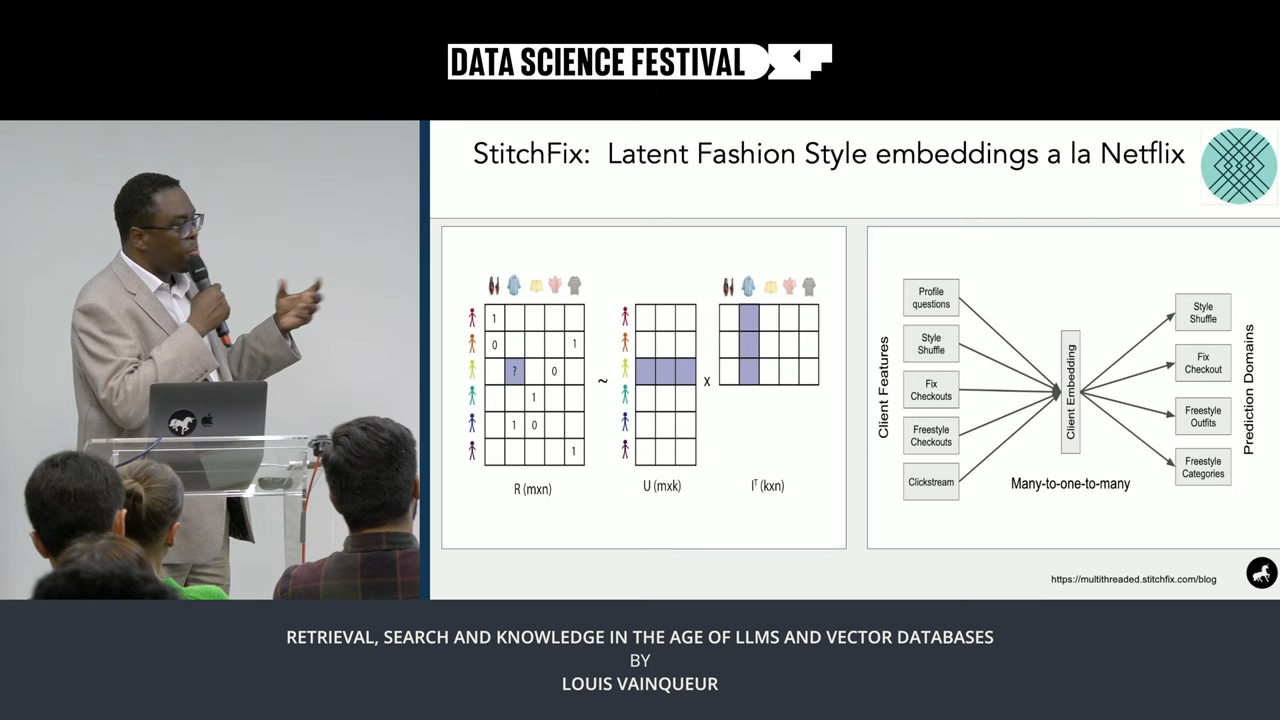 DATA SCIENCE FESTIVAL
StitchFix: Latent Fashion Style embeddings a la Netflix
1
0
1
?
0
1
1
0
1
~
x
R (mxn)
U (mxk)
Iᵀ (kxn)
Client Features
Profile
questions
Style
Shuffle
Fix
Checkouts
Freestyle
Checkouts
Clickstream
Client Embedding
Many-to-one-to-many
Style
Shuffle
Fix
Checkout
Freestyle
Outfits
Freestyle
Categories
Prediction Domains
https://multithreaded.stitchfix.com/blog
RETRIEVAL, SEARCH AND KNOWLEDGE IN THE AGE OF LLMS AND VECTOR DATABASES
BY
LOUIS VAINQUEUR